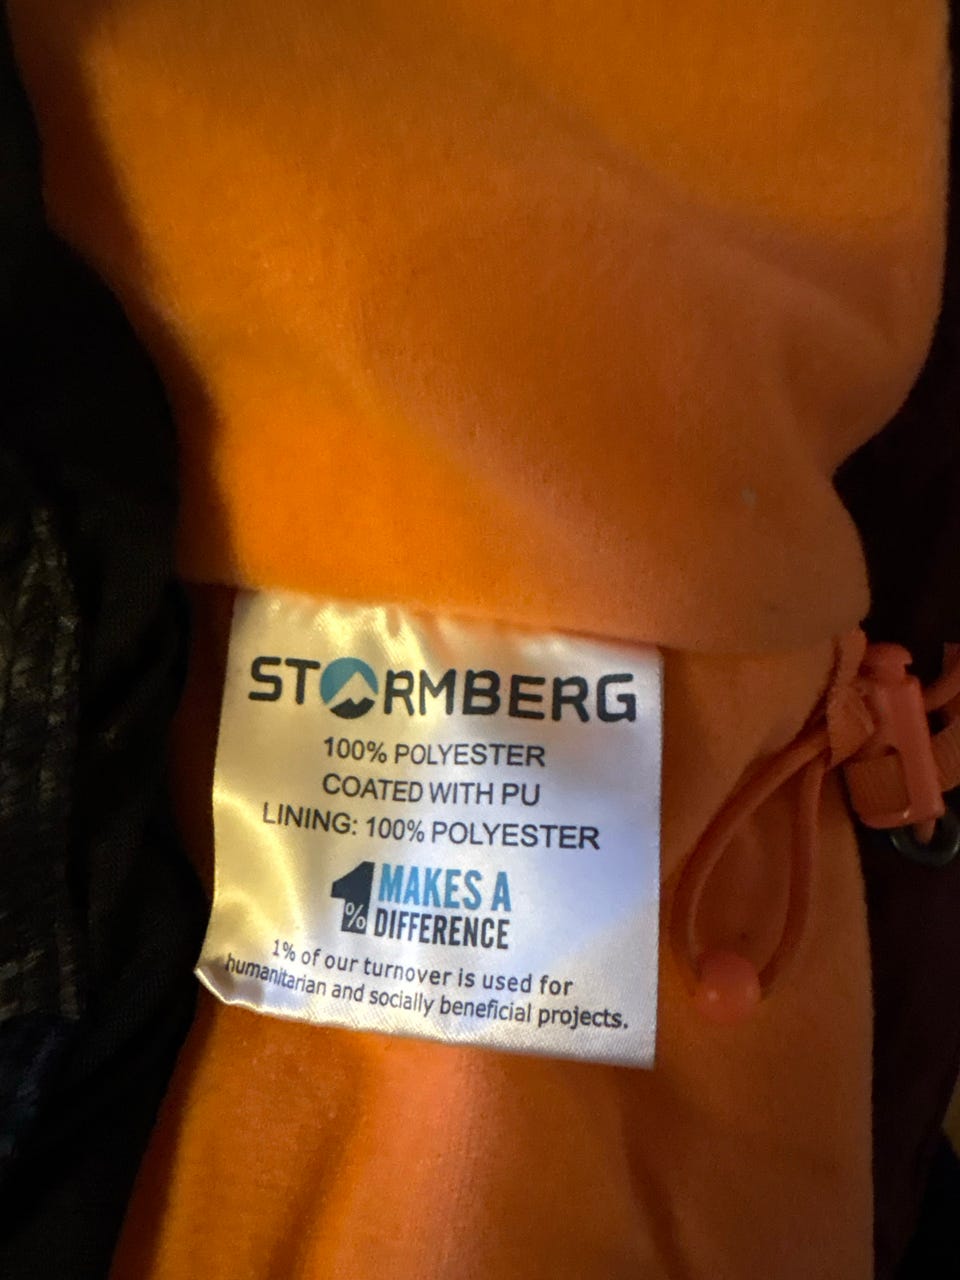 STORMBERG
100% POLYESTER
COATED WITH PU
LINING: 100% POLYESTER
1% MAKES A
DIFFERENCE
1% of our turnover is used for
humanitarian and socially beneficial projects.